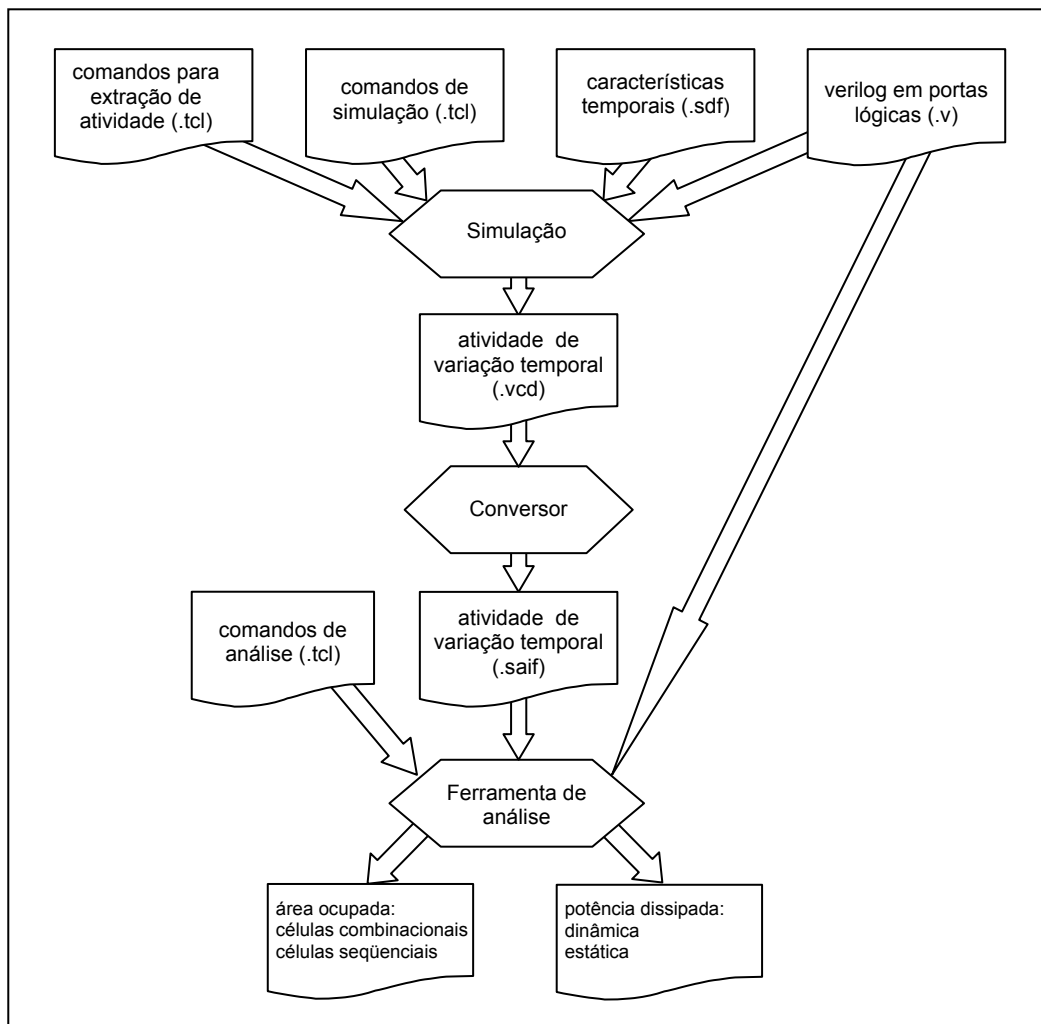 comandos para
extração de
atividade (.tcl)
comandos de
simulação (.tcl)
características
temporais (.sdf)
verilog em portas
lógicas (.v)
Simulação
atividade de
variação temporal
(.vcd)
Conversor
comandos de
análise (.tcl)
atividade de
variação temporal
(.saif)
Ferramenta de
análise
área ocupada:
células combinacionais
células seqüenciais
potência dissipada:
dinâmica
estática